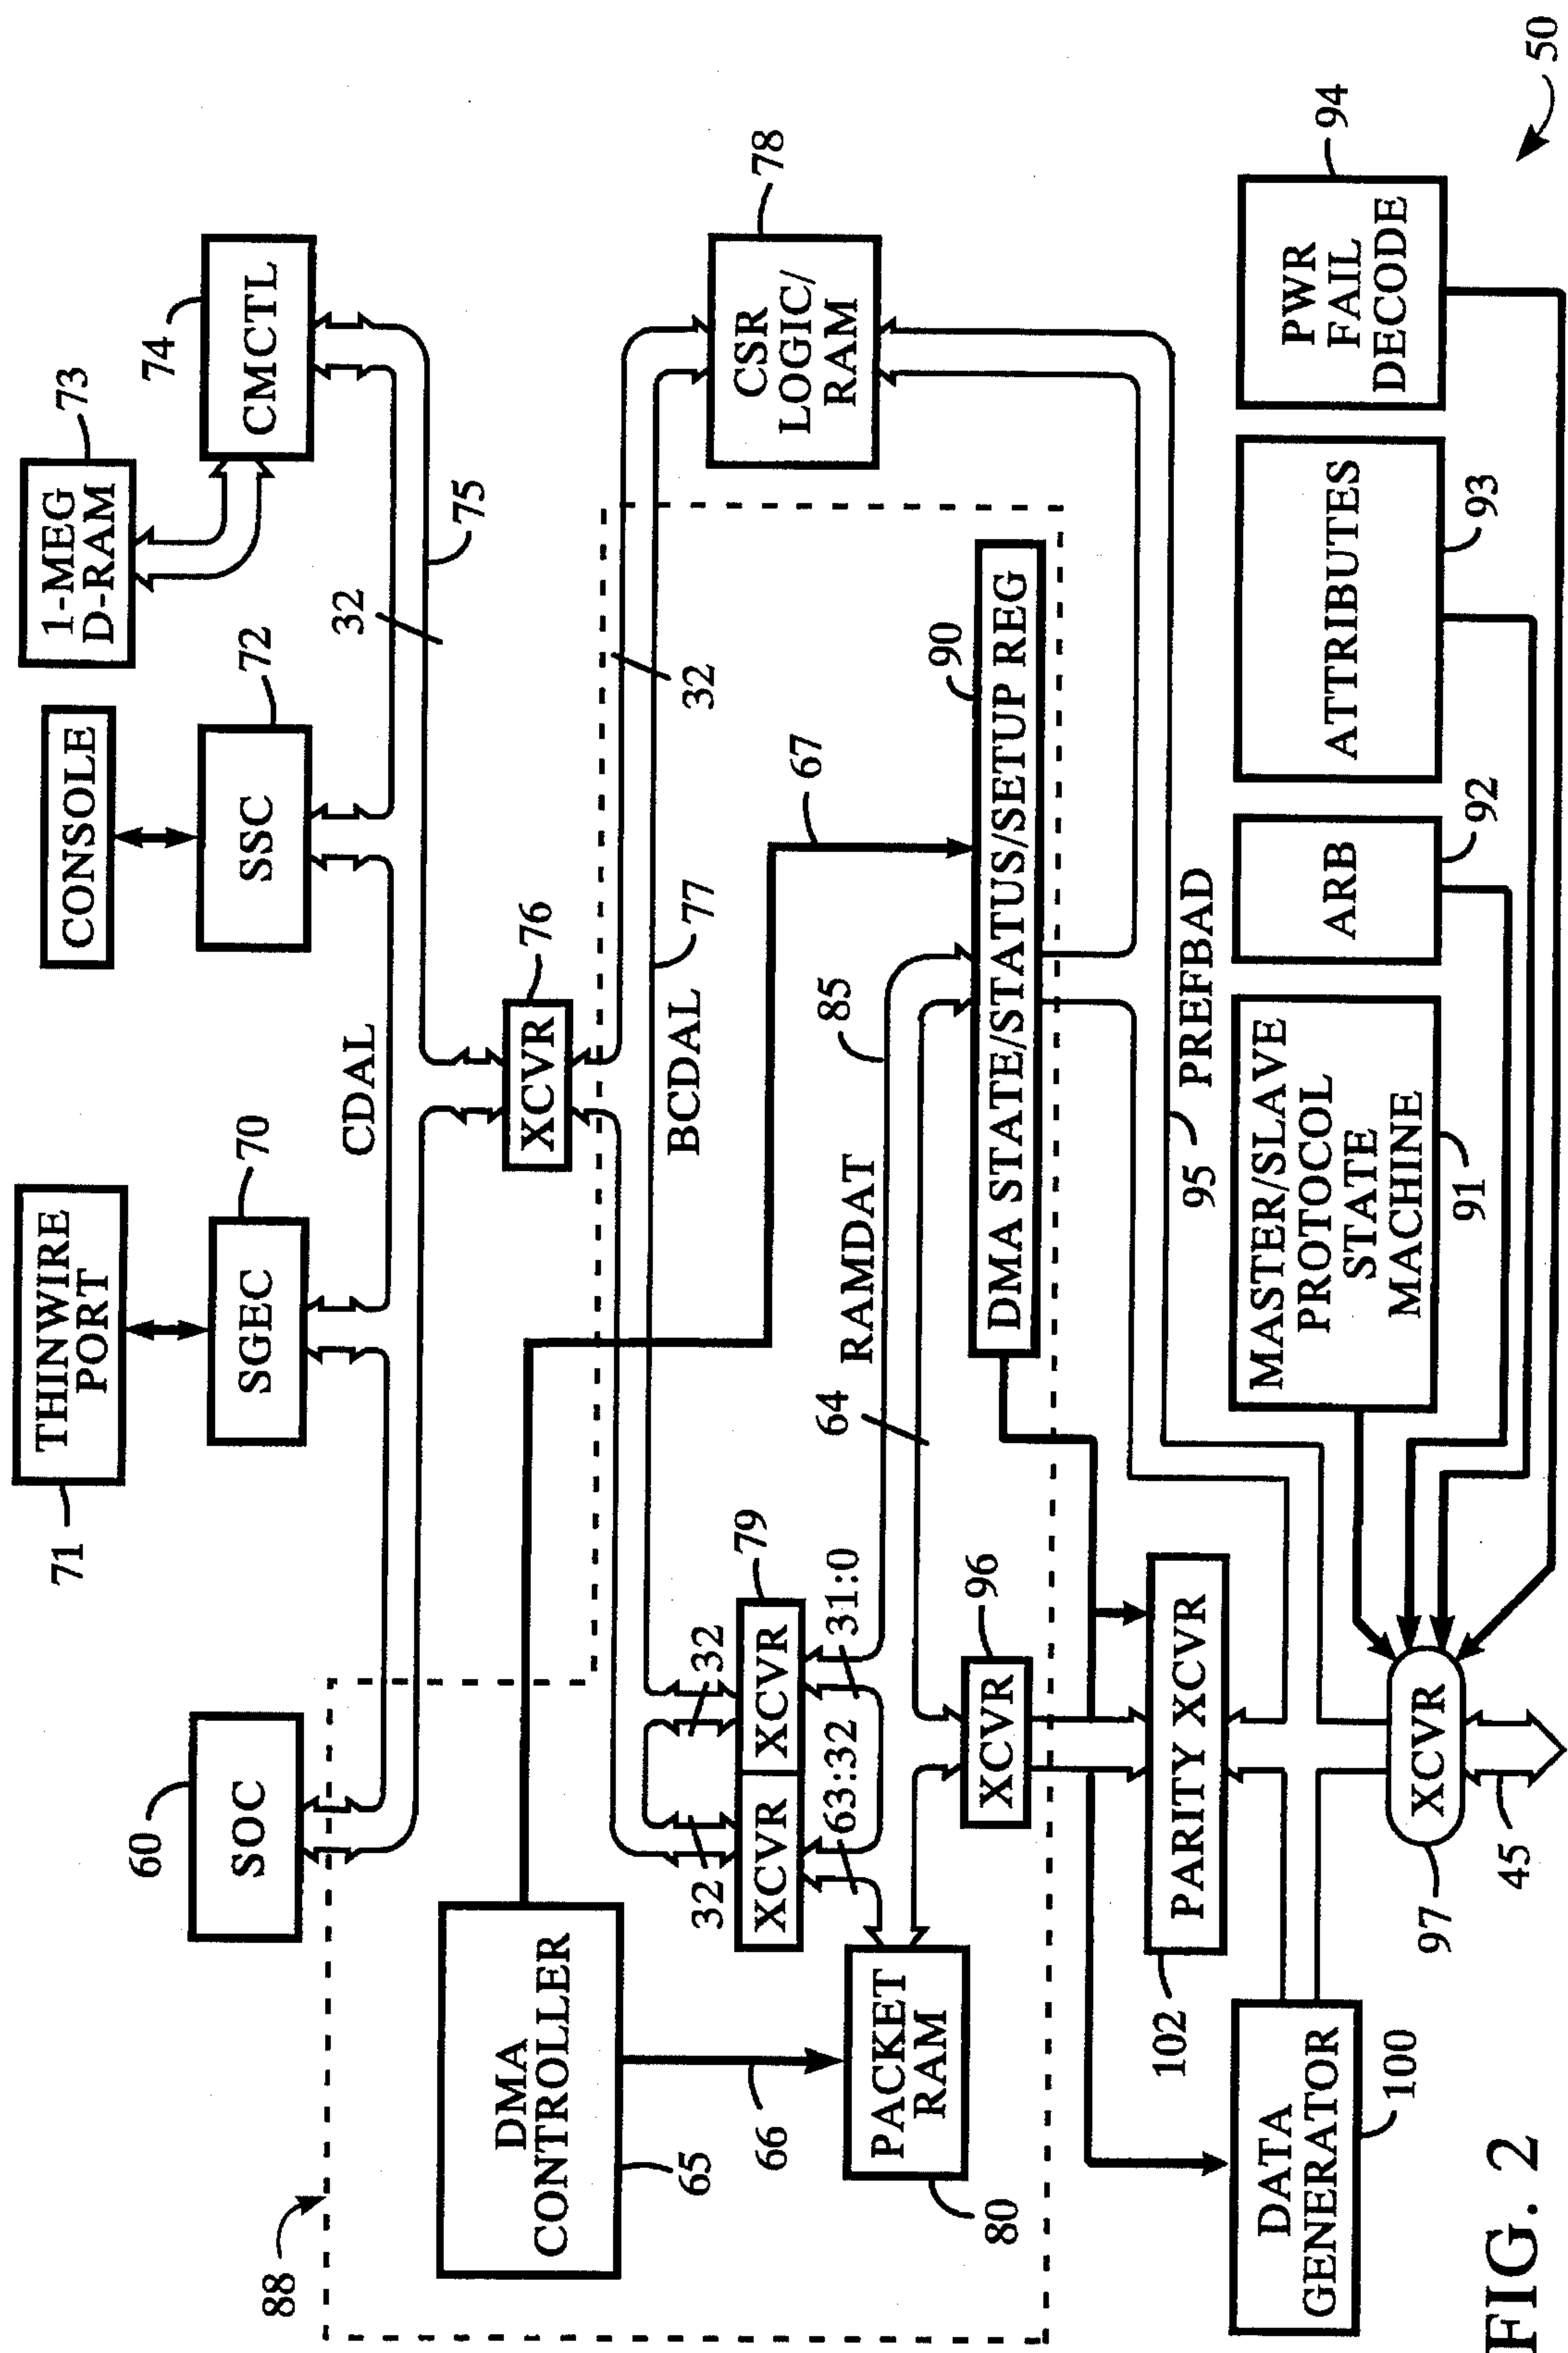 71
THINWIRE
PORT
CONSOLE
1-MEG
D-RAM
73
60
SOC
SGEC
70
SSC
72
74
CMCTL
CDAL
32
75
88
XCVR
76
32
DMA
CONTROLLER
65
BCDAL
77
78
CSR
LOGIC/
RAM
32
32
XCVR
XCVR
79
66
67
63:32
31:0
64
RAMDAT
85
90
PACKET
RAM
80
XCVR
96
DMA STATE/STATUS/SETUP REG
102
PARITY XCVR
95
PREFBAD
DATA
GENERATOR
100
MASTER/SLAVE
PROTOCOL
STATE
MACHINE
91
ARB
92
ATTRIBUTES
93
PWR
FAIL
DECODE
94
97
XCVR
45
50
FIG. 2